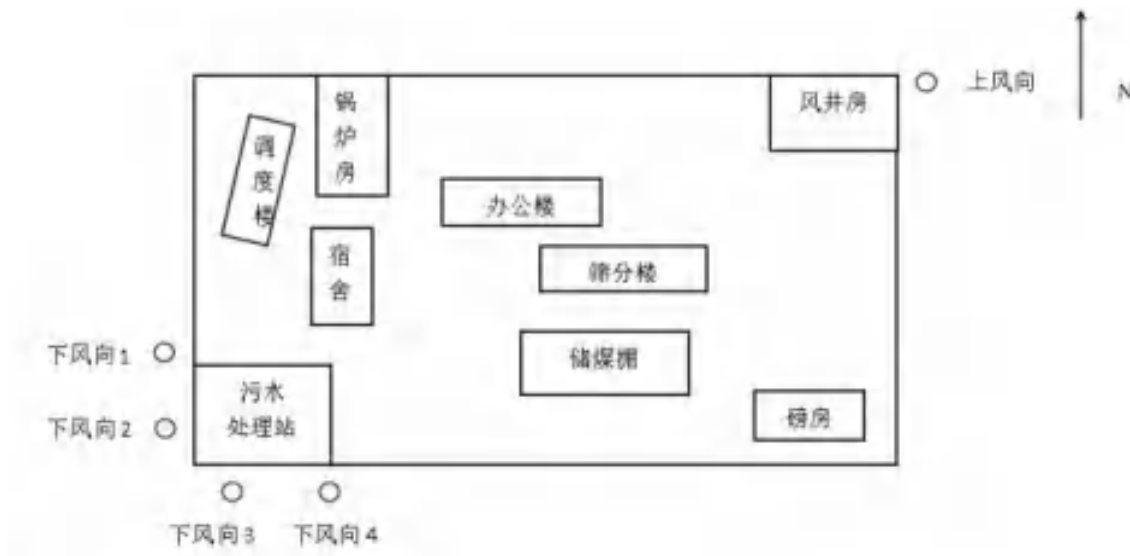 上风向
N
风井房
锅
炉
房
调
度
楼
办公楼
宿
舍
筛分楼
下风向1
储煤棚
污水
处理站
磅房
下风向2
下风向3
下风向4